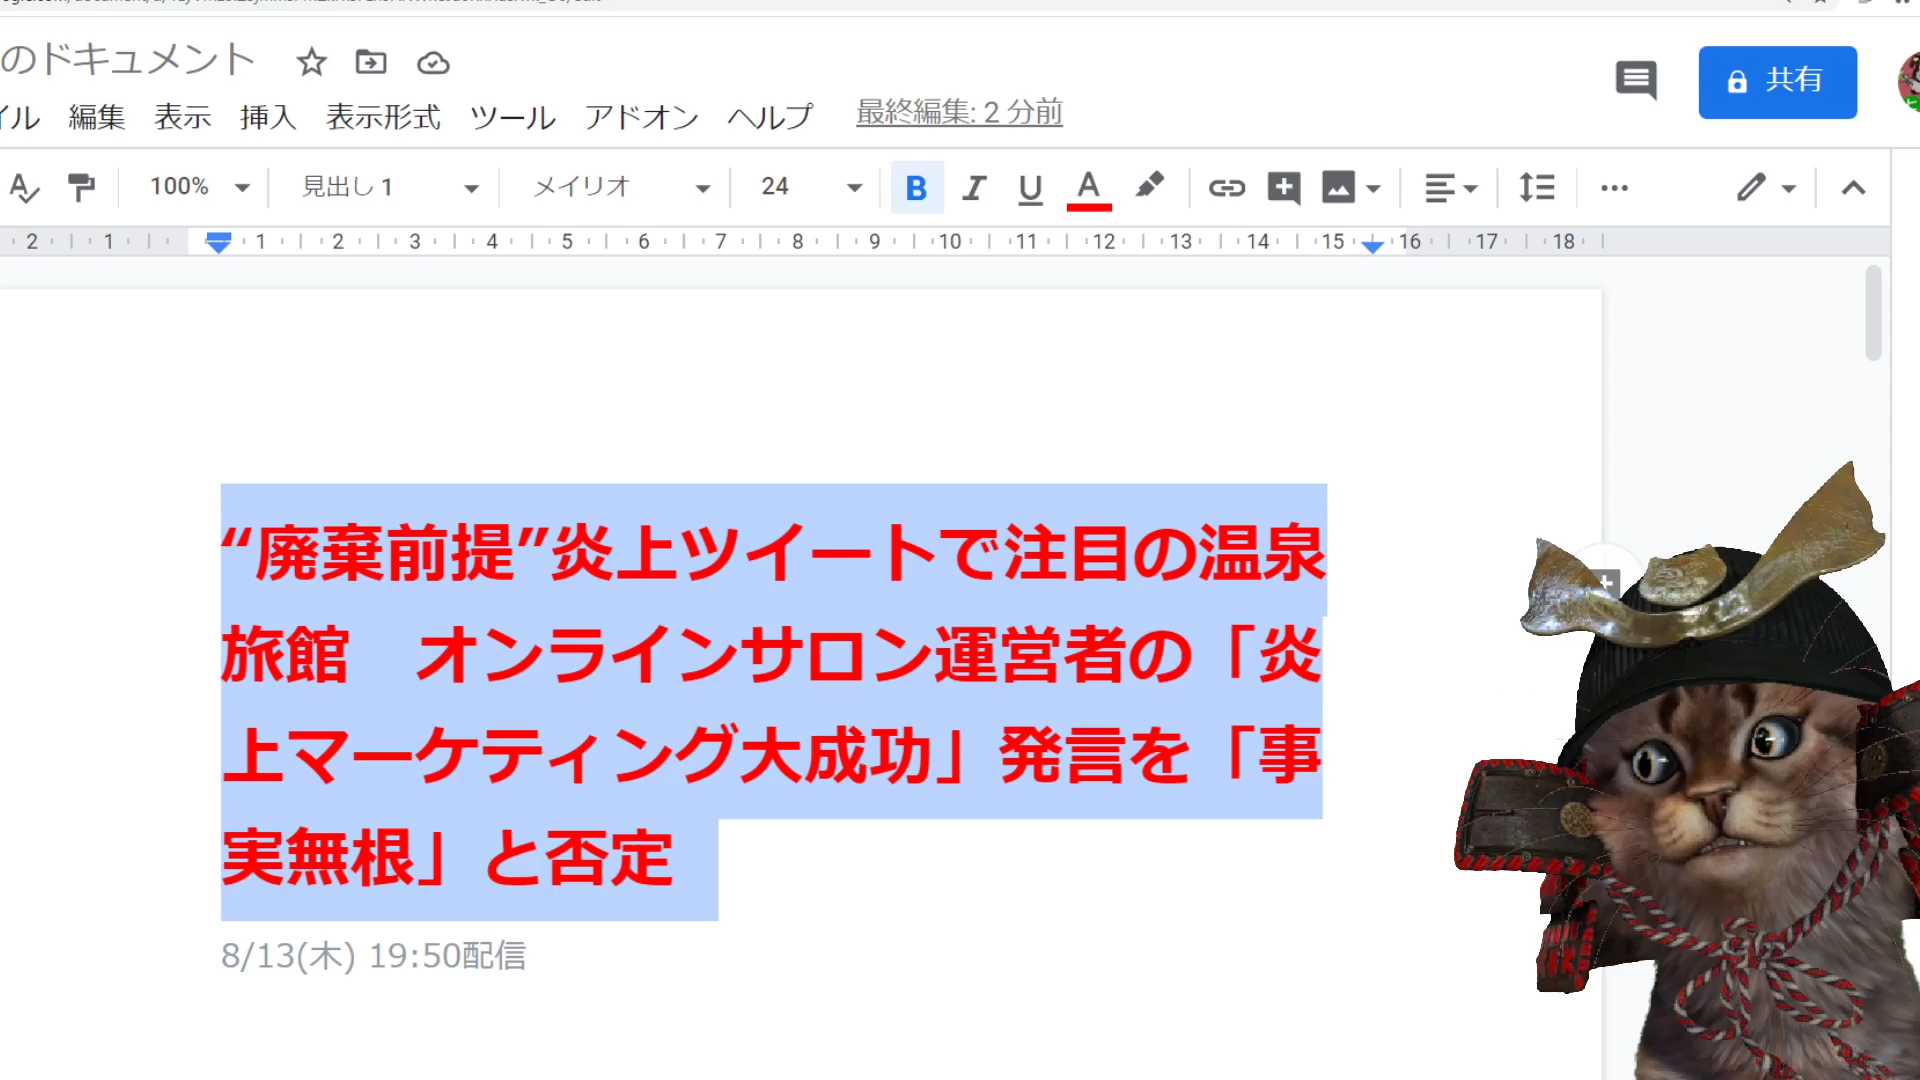 のドキュメント
イル 編集 表示 挿入 表示形式 ツール アドオン ヘルプ 最終編集: 2 分前
共有
100% 見出し 1 メイリオ 24 B I U A
2 1 1 2 3 4 5 6 7 8 9 10 11 12 13 14 15 16 17 18
“廃棄前提”炎上ツイートで注目の温泉
旅館　オンラインサロン運営者の「炎
上マーケティング大成功」発言を「事
実無根」と否定
8/13(木) 19:50配信